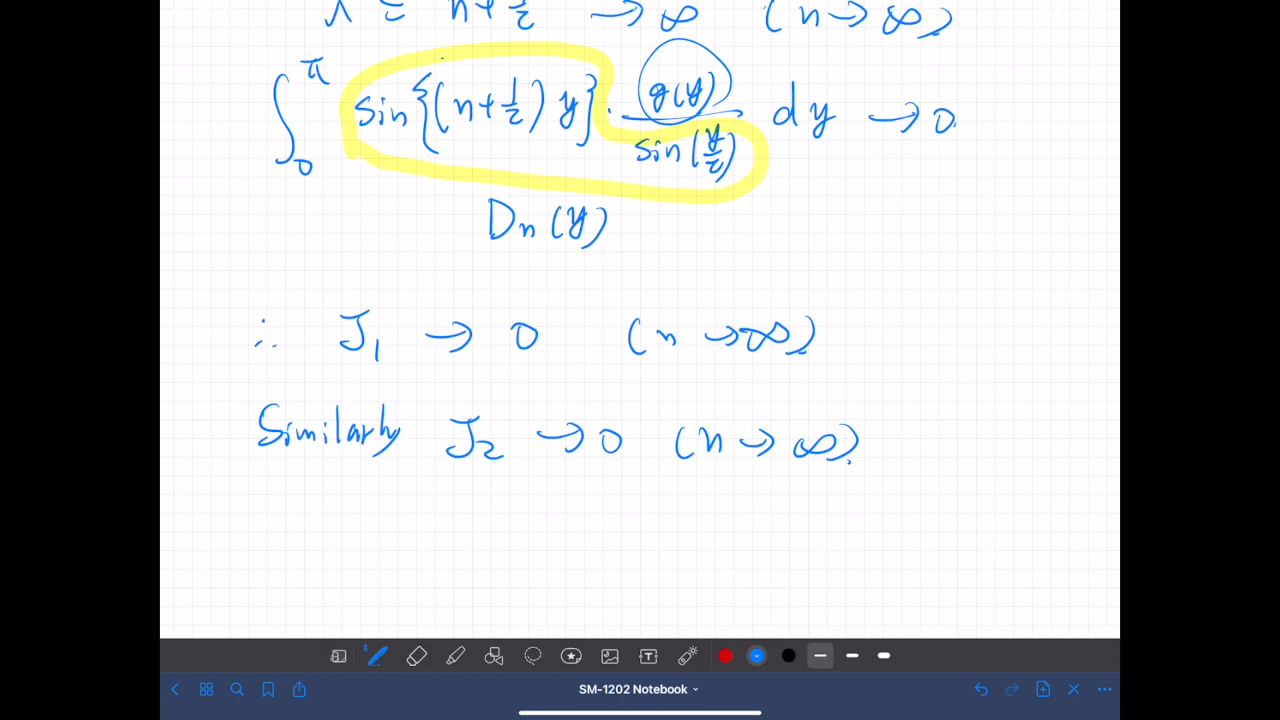 λ = n+1/2 → ∞ (n → ∞)
∫₀^π sin{(n+1/2)y} · g(y)/sin(y/2) dy → 0.
Dn(y)
∴ J₁ → 0 (n → ∞)
Similarly J₂ → 0 (n → ∞).
SM-1202 Notebook